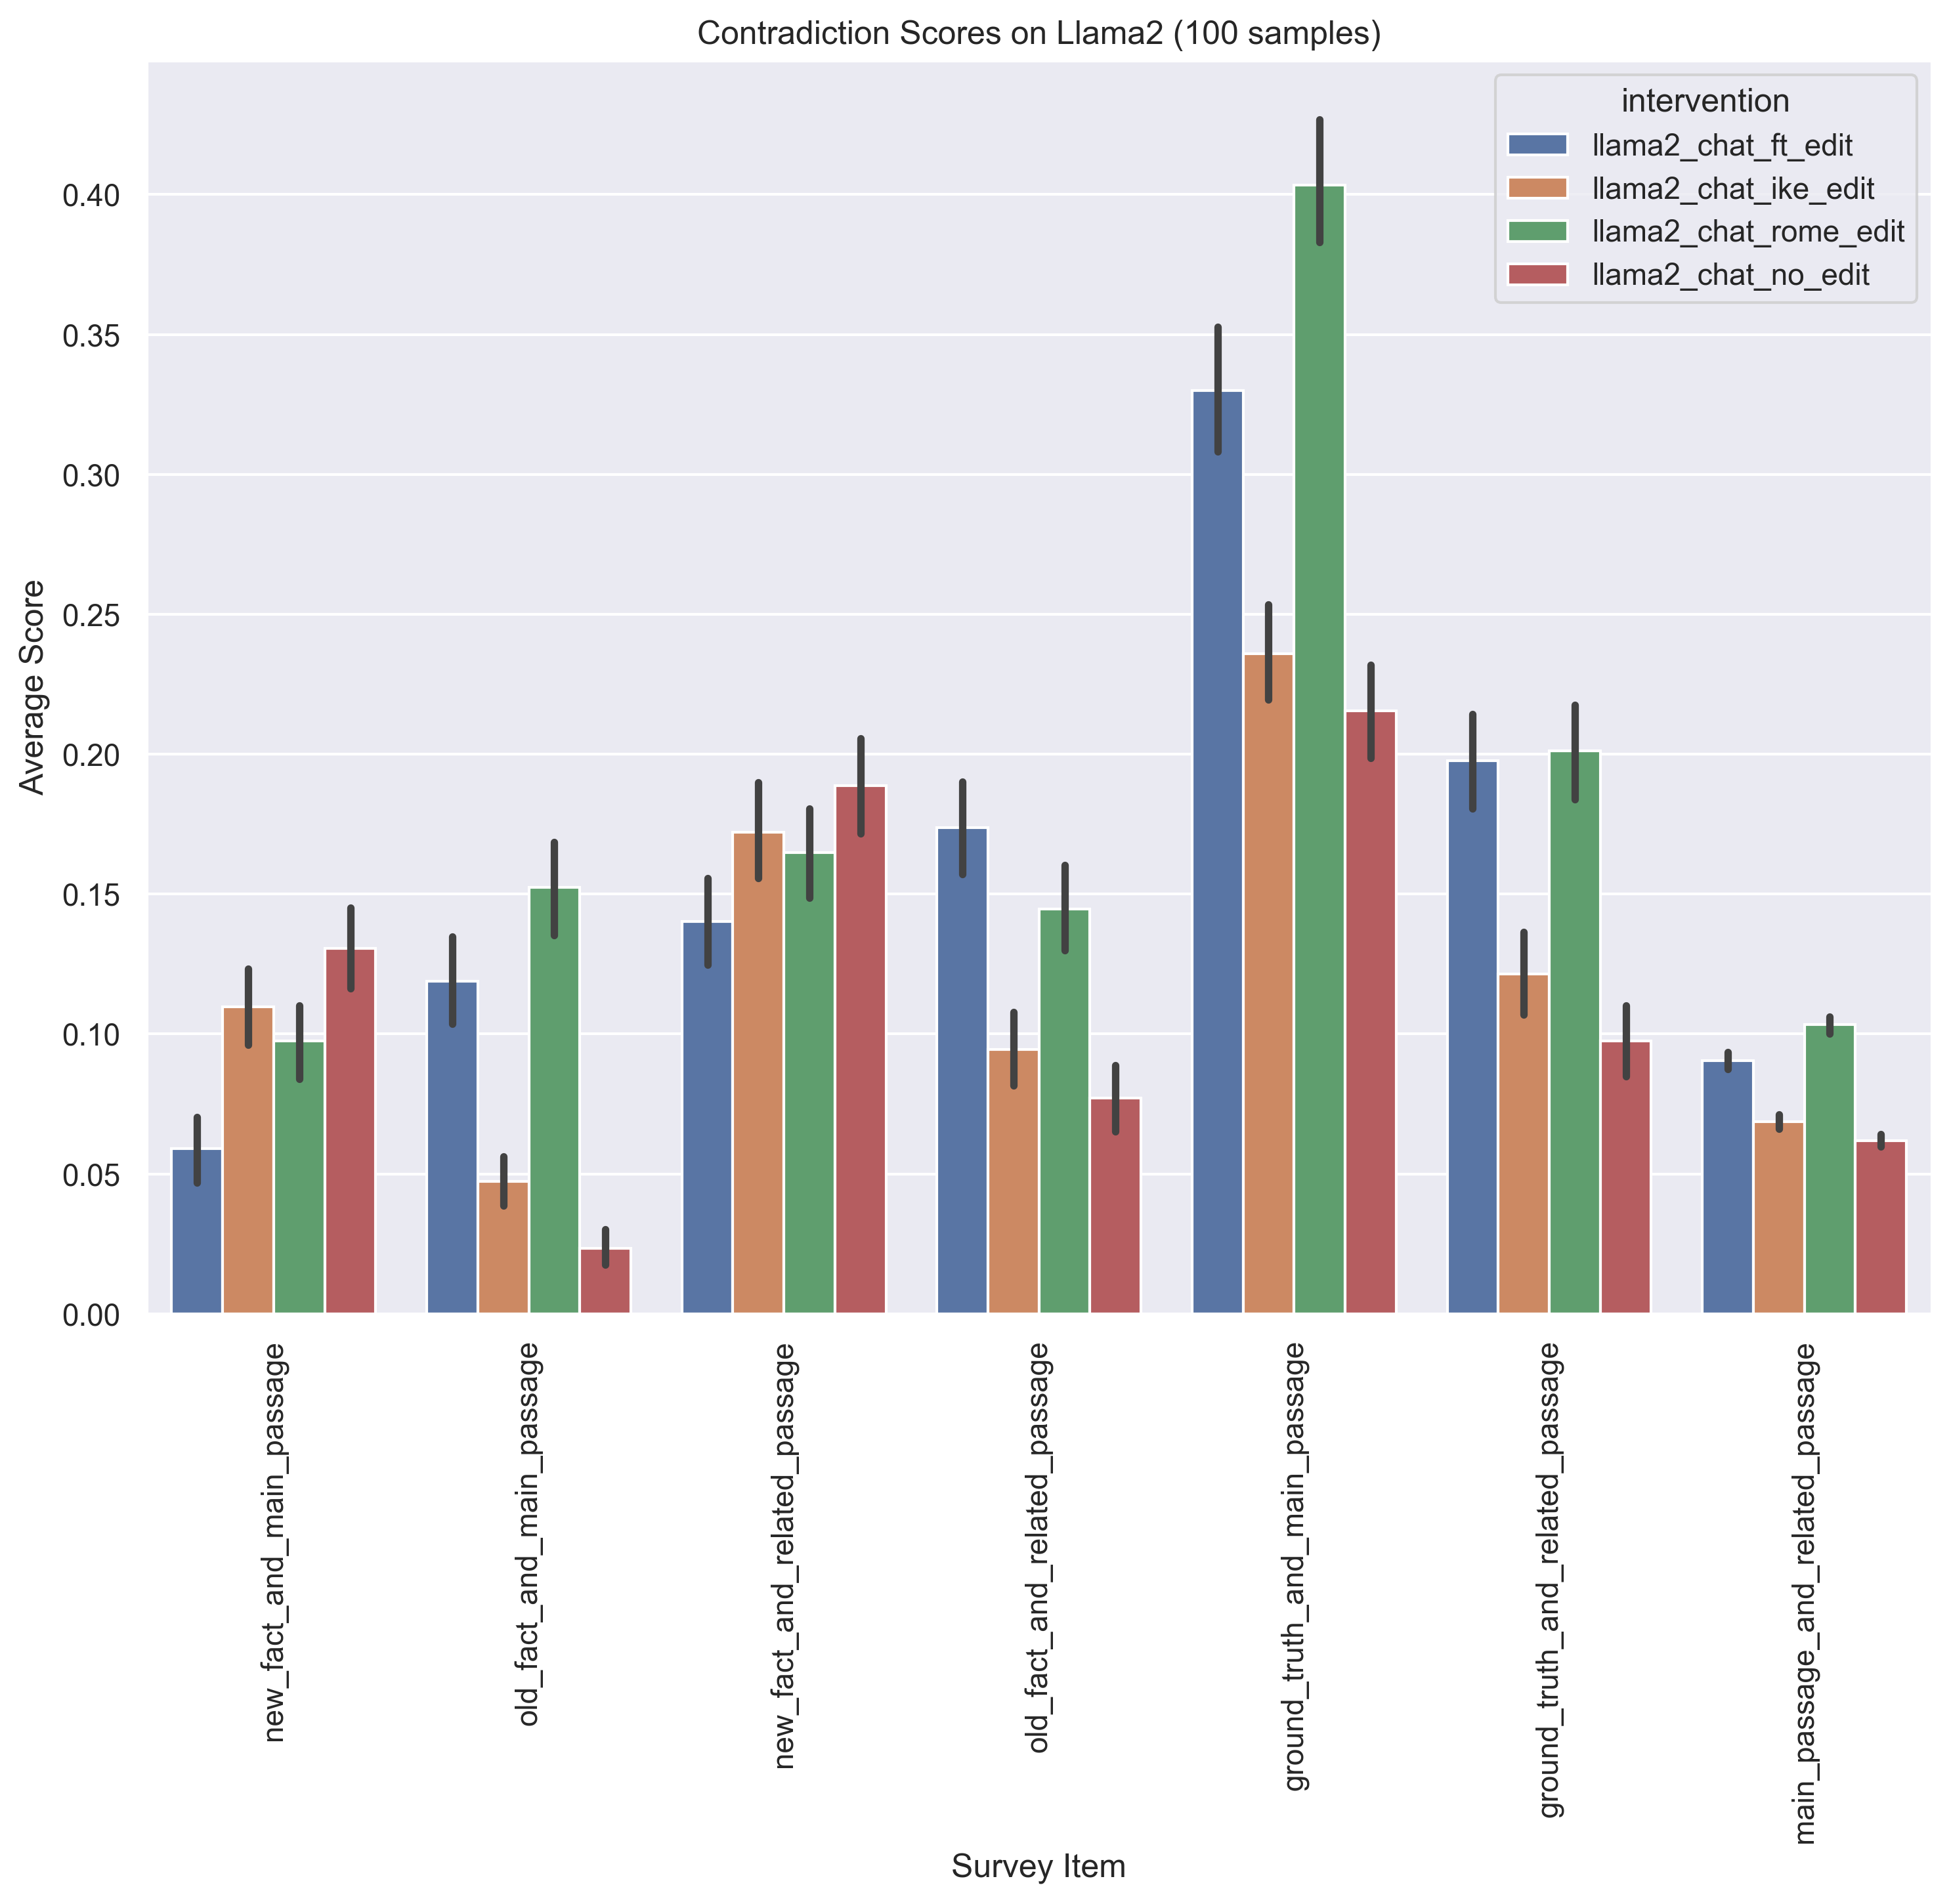 Contradiction Scores on Llama2 (100 samples)
intervention
llama2_chat_ft_edit
llama2_chat_ike_edit
llama2_chat_rome_edit
llama2_chat_no_edit
Average Score
0.40
0.35
0.30
0.25
0.20
0.15
0.10
0.05
0.00
new_fact_and_main_passage
old_fact_and_main_passage
new_fact_and_related_passage
old_fact_and_related_passage
ground_truth_and_main_passage
ground_truth_and_related_passage
main_passage_and_related_passage
Survey Item